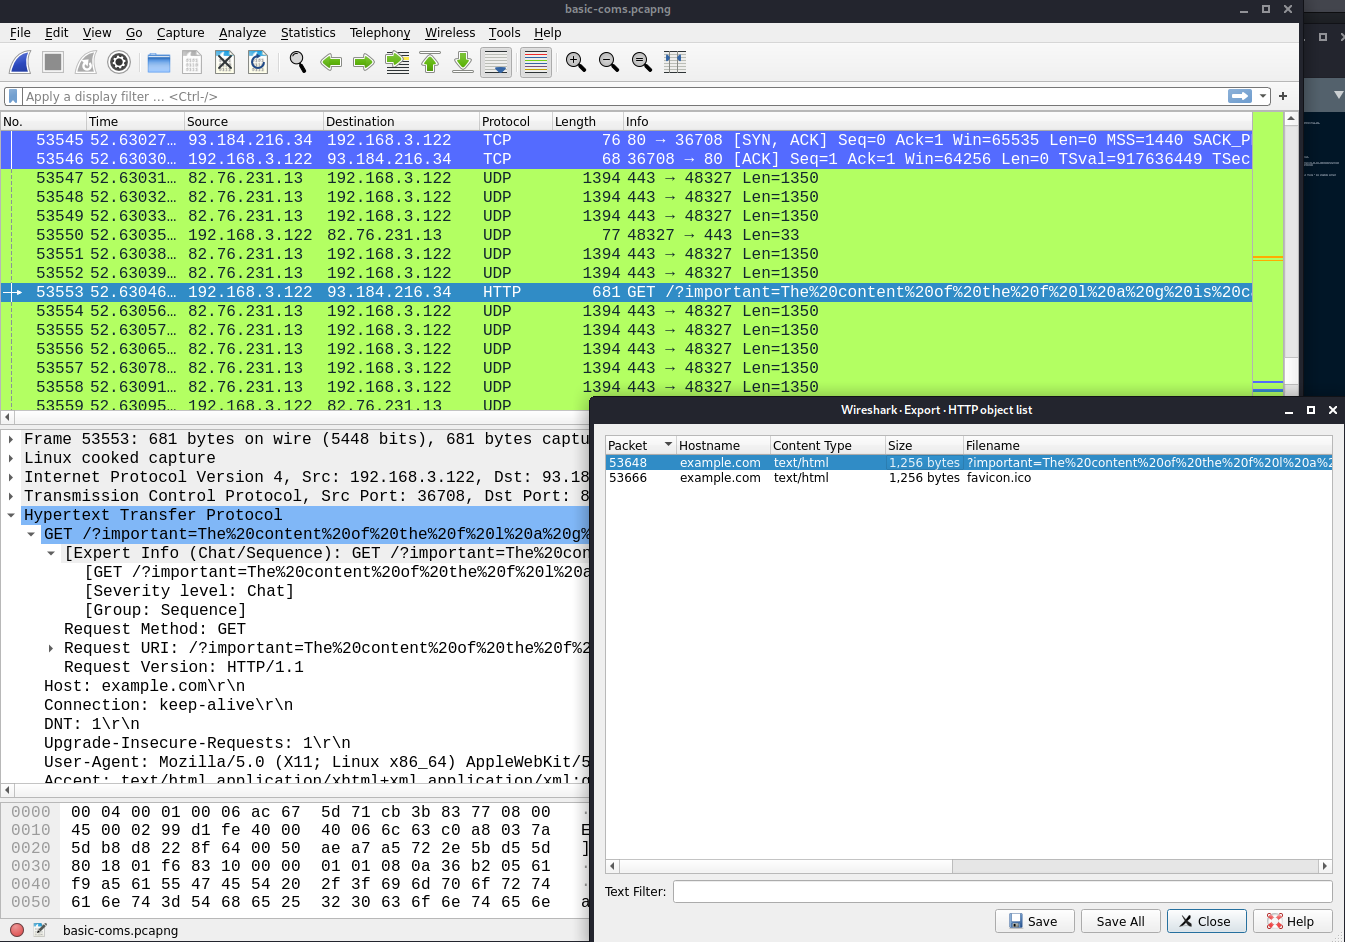 basic-coms.pcapng
File Edit View Go Capture Analyze Statistics Telephony Wireless Tools Help
Apply a display filter ... <Ctrl-/>
No. Time Source Destination Protocol Length Info
53545 52.63027… 93.184.216.34 192.168.3.122 TCP 76 80 → 36708 [SYN, ACK] Seq=0 Ack=1 Win=65535 Len=0 MSS=1440 SACK_P
53546 52.63030… 192.168.3.122 93.184.216.34 TCP 68 36708 → 80 [ACK] Seq=1 Ack=1 Win=64256 Len=0 TSval=917636449 TSec
53547 52.63031… 82.76.231.13 192.168.3.122 UDP 1394 443 → 48327 Len=1350
53548 52.63032… 82.76.231.13 192.168.3.122 UDP 1394 443 → 48327 Len=1350
53549 52.63033… 82.76.231.13 192.168.3.122 UDP 1394 443 → 48327 Len=1350
53550 52.63035… 192.168.3.122 82.76.231.13 UDP 77 48327 → 443 Len=33
53551 52.63038… 82.76.231.13 192.168.3.122 UDP 1394 443 → 48327 Len=1350
53552 52.63039… 82.76.231.13 192.168.3.122 UDP 1394 443 → 48327 Len=1350
53553 52.63046… 192.168.3.122 93.184.216.34 HTTP 681 GET /?important=The%20content%20of%20the%20f%20l%20a%20g%20is%20c
53554 52.63056… 82.76.231.13 192.168.3.122 UDP 1394 443 → 48327 Len=1350
53555 52.63057… 82.76.231.13 192.168.3.122 UDP 1394 443 → 48327 Len=1350
53556 52.63065… 82.76.231.13 192.168.3.122 UDP 1394 443 → 48327 Len=1350
53557 52.63078… 82.76.231.13 192.168.3.122 UDP 1394 443 → 48327 Len=1350
53558 52.63091… 82.76.231.13 192.168.3.122 UDP 1394 443 → 48327 Len=1350
53559 52.63095… 192.168.3.122 82.76.231.13 UDP
Frame 53553: 681 bytes on wire (5448 bits), 681 bytes captu
Linux cooked capture
Internet Protocol Version 4, Src: 192.168.3.122, Dst: 93.18
Transmission Control Protocol, Src Port: 36708, Dst Port: 8
Hypertext Transfer Protocol
GET /?important=The%20content%20of%20the%20f%20l%20a%20g%
[Expert Info (Chat/Sequence): GET /?important=The%20con
[GET /?important=The%20content%20of%20the%20f%20l%20a
[Severity level: Chat]
[Group: Sequence]
Request Method: GET
Request URI: /?important=The%20content%20of%20the%20f%2
Request Version: HTTP/1.1
Host: example.com\r\n
Connection: keep-alive\r\n
DNT: 1\r\n
Upgrade-Insecure-Requests: 1\r\n
User-Agent: Mozilla/5.0 (X11; Linux x86_64) AppleWebKit/5
Accept: text/html,application/xhtml+xml,application/xml;q
0000 00 04 00 01 00 06 ac 67 5d 71 cb 3b 83 77 08 00
0010 45 00 02 99 d1 fe 40 00 40 06 6c 63 c0 a8 03 7a E
0020 5d b8 d8 22 8f 64 00 50 ae a7 a5 72 2e 5b d5 5d ]
0030 80 18 01 f6 83 10 00 00 01 01 08 0a 36 b2 05 61
0040 f9 a5 61 55 47 45 54 20 2f 3f 69 6d 70 6f 72 74
0050 61 6e 74 3d 54 68 65 25 32 30 63 6f 6e 74 65 6e a
basic-coms.pcapng
Wireshark · Export · HTTP object list
Packet Hostname Content Type Size Filename
53648 example.com text/html 1,256 bytes ?important=The%20content%20of%20the%20f%20l%20a%2
53666 example.com text/html 1,256 bytes favicon.ico
Text Filter:
Save Save All Close Help